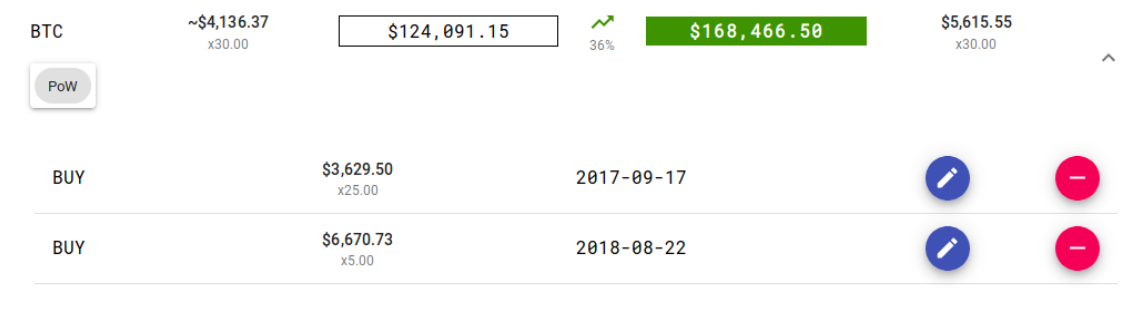 BTC ~$4,136.37 $124,091.15 $168,466.50 $5,615.55
x30.00 36% x30.00
PoW
BUY $3,629.50 2017-09-17
x25.00
BUY $6,670.73 2018-08-22
x5.00